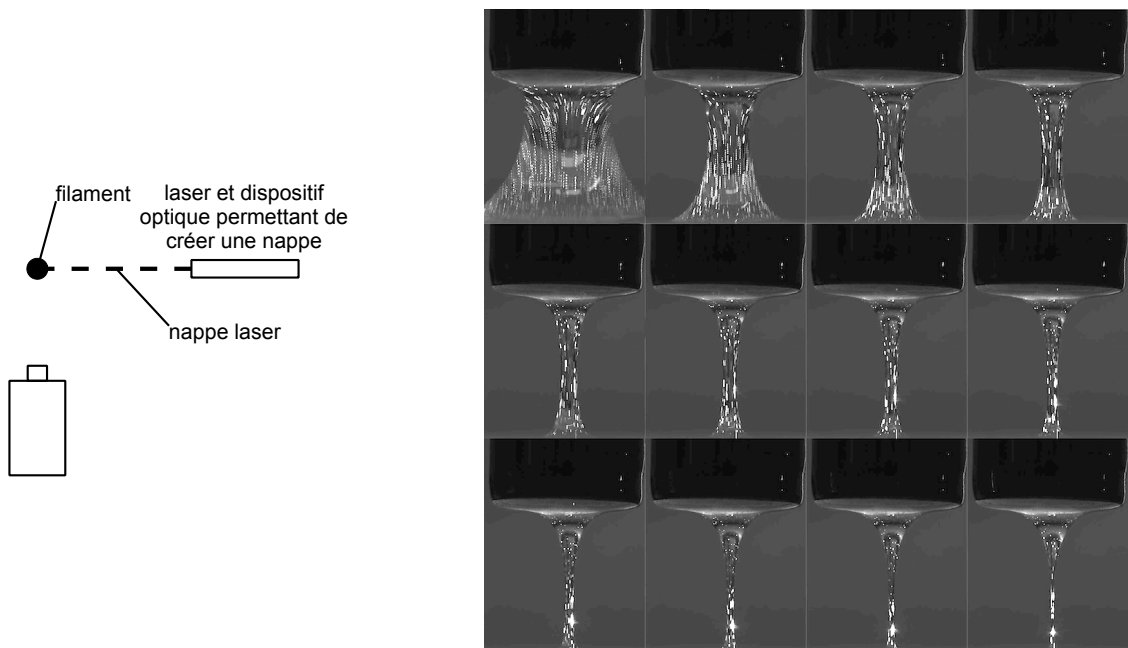 filament
laser et dispositif
optique permettant de
créer une nappe
nappe laser